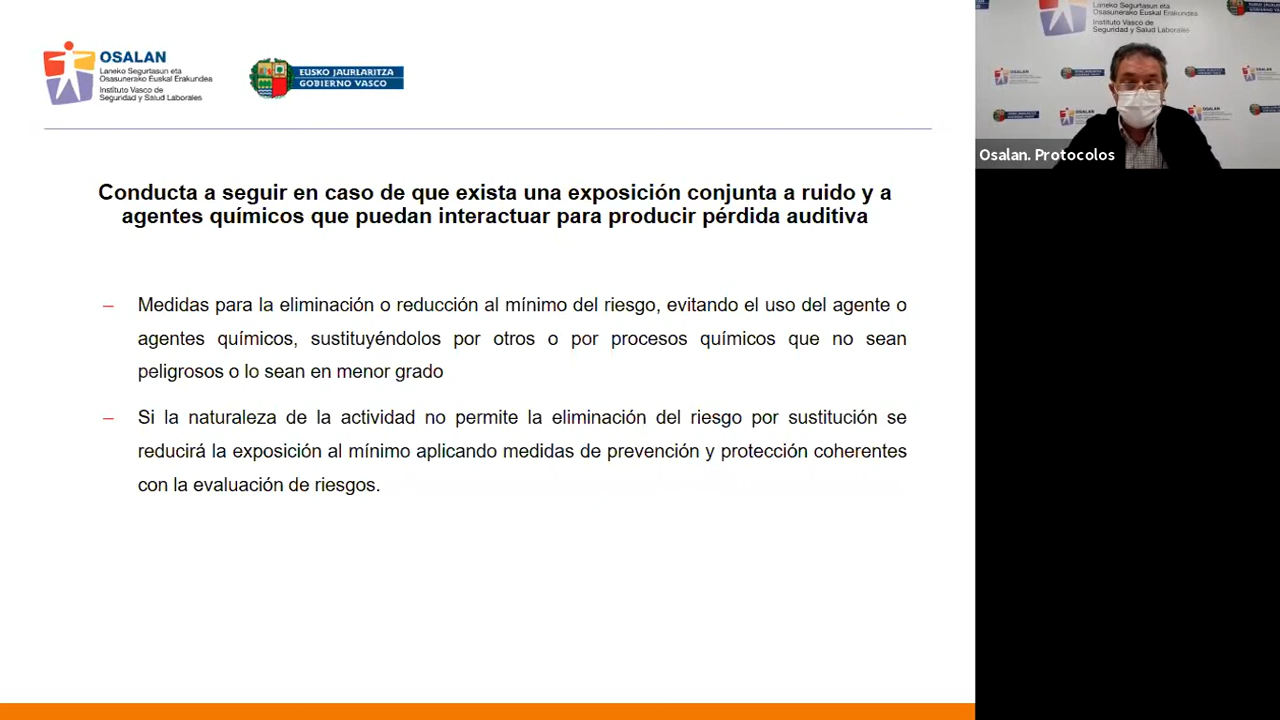 OSALAN
Laneko Segurtasun eta
Osasunerako Euskal Erakundea
Instituto Vasco de
Seguridad y Salud Laborales
EUSKO JAURLARITZA
GOBIERNO VASCO
Conducta a seguir en caso de que exista una exposición conjunta a ruido y a
agentes químicos que puedan interactuar para producir pérdida auditiva
– Medidas para la eliminación o reducción al mínimo del riesgo, evitando el uso del agente o
agentes químicos, sustituyéndolos por otros o por procesos químicos que no sean
peligrosos o lo sean en menor grado
– Si la naturaleza de la actividad no permite la eliminación del riesgo por sustitución se
reducirá la exposición al mínimo aplicando medidas de prevención y protección coherentes
con la evaluación de riesgos.
Laneko Segurtasun eta
Osasunerako Euskal Erakundea
Instituto Vasco de
Seguridad y Salud Laborales
OSALAN
OSALAN
Osalan. Protocolos